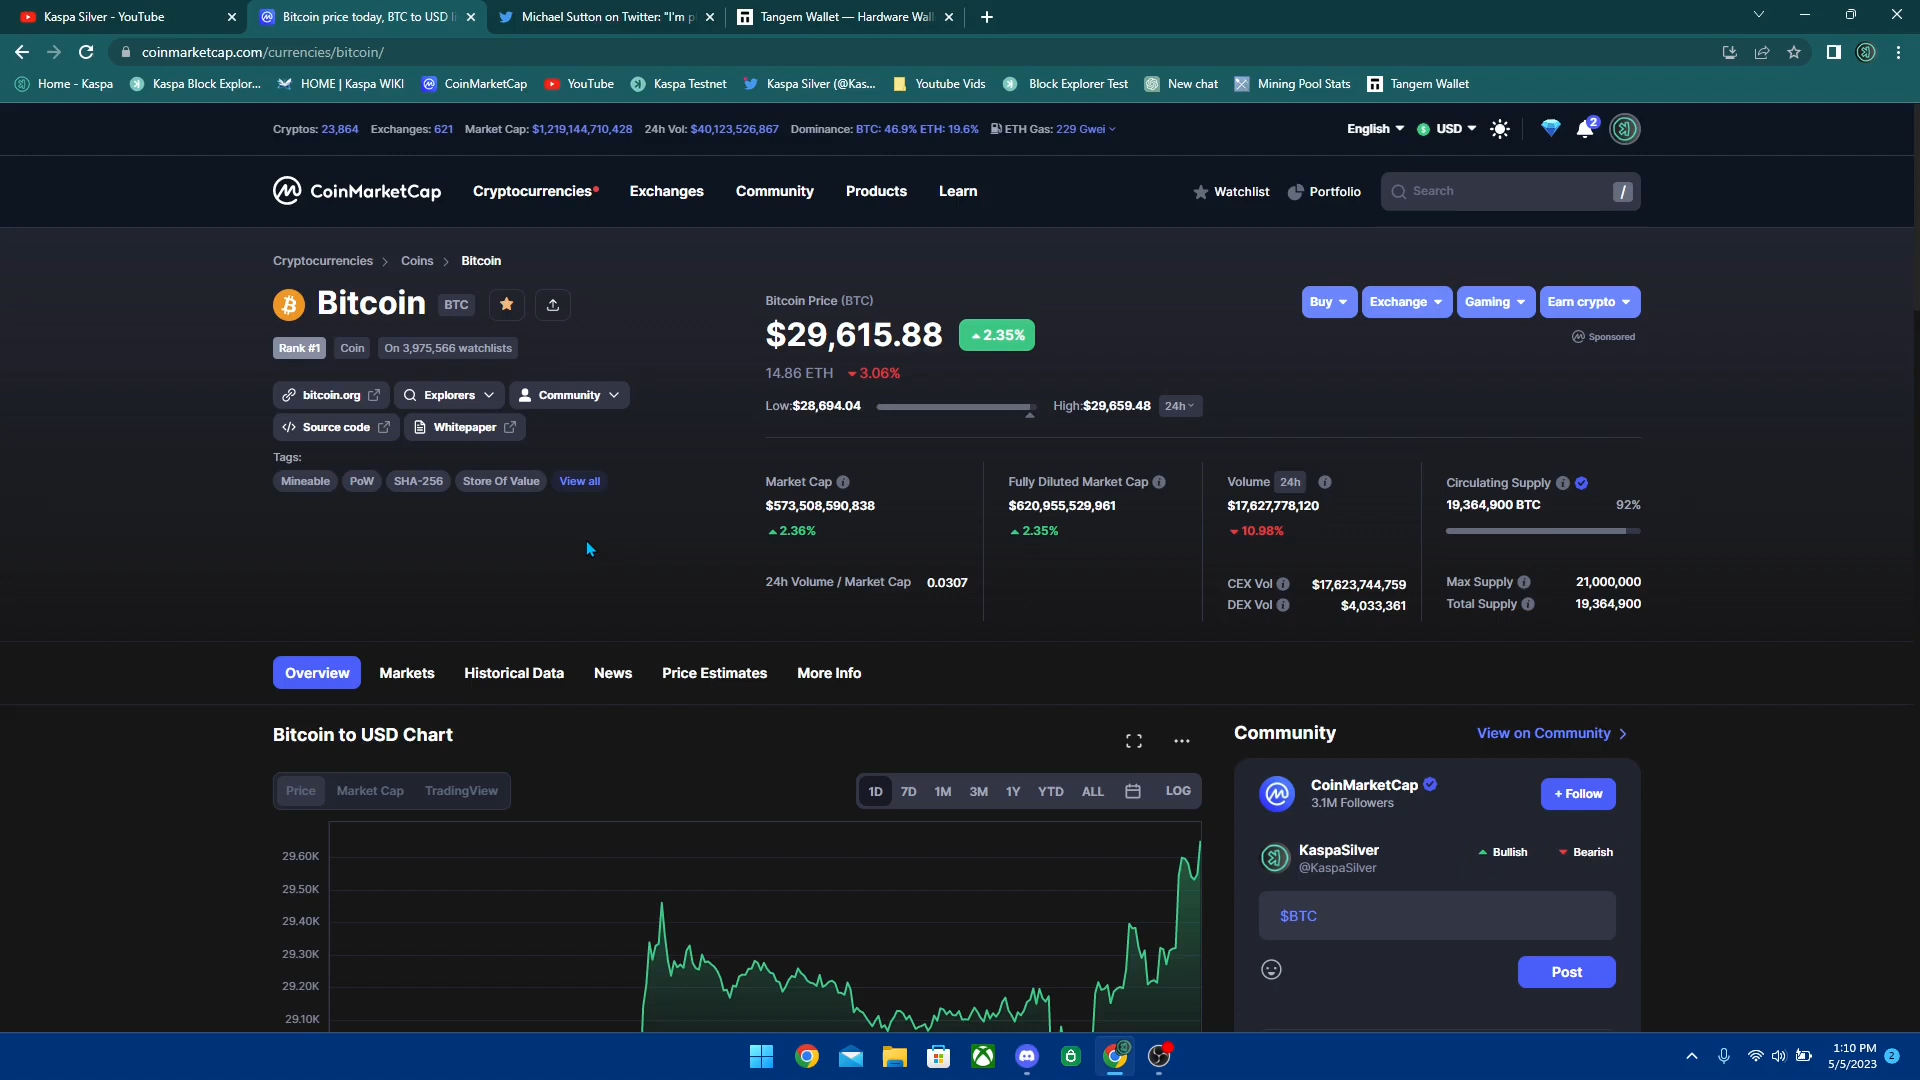 Kaspa Silver - YouTube
Bitcoin price today, BTC to USD li
Michael Sutton on Twitter: "I'm p
Tangem Wallet — Hardware Wall
coinmarketcap.com/currencies/bitcoin/
Home - Kaspa
Kaspa Block Explor...
HOME | Kaspa WIKI
CoinMarketCap
YouTube
Kaspa Testnet
Kaspa Silver (@Kas...
Youtube Vids
Block Explorer Test
New chat
Mining Pool Stats
Tangem Wallet
Cryptos: 23,864 Exchanges: 621 Market Cap: $1,219,144,710,428 24h Vol: $40,123,526,867 Dominance: BTC: 46.9% ETH: 19.6% ETH Gas: 229 Gwei
English
USD
2
CoinMarketCap
Cryptocurrencies
Exchanges
Community
Products
Learn
Watchlist
Portfolio
Search
/
Cryptocurrencies > Coins > Bitcoin
Bitcoin BTC
Rank #1 Coin On 3,975,566 watchlists
bitcoin.org
Explorers
Community
Source code
Whitepaper
Tags:
Mineable PoW SHA-256 Store Of Value View all
Bitcoin Price (BTC)
$29,615.88 2.35%
14.86 ETH 3.06%
Low:$28,694.04 High:$29,659.48 24h
Buy
Exchange
Gaming
Earn crypto
Sponsored
Market Cap
$573,508,590,838
2.36%
24h Volume / Market Cap 0.0307
Fully Diluted Market Cap
$620,955,529,961
2.35%
Volume 24h
$17,627,778,120
10.98%
CEX Vol $17,623,744,759
DEX Vol $4,033,361
Circulating Supply
19,364,900 BTC 92%
Max Supply 21,000,000
Total Supply 19,364,900
Overview
Markets
Historical Data
News
Price Estimates
More Info
Bitcoin to USD Chart
Price Market Cap TradingView
1D 7D 1M 3M 1Y YTD ALL LOG
29.60K
29.50K
29.40K
29.30K
29.20K
29.10K
Community
View on Community >
CoinMarketCap
3.1M Followers
+ Follow
KaspaSilver
@KaspaSilver
Bullish
Bearish
$BTC
Post
1:10 PM
5/5/2023
2